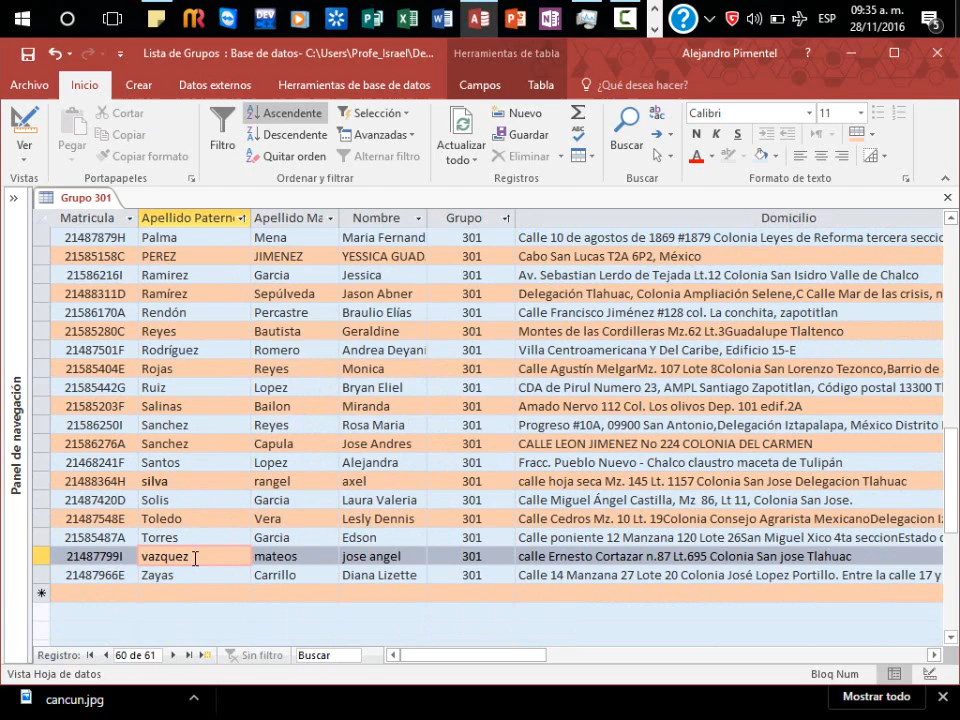 ESP
09:35 a. m.
28/11/2016
5
Lista de Grupos : Base de datos- C:\Users\Profe_Israel\De...
Herramientas de tabla
Alejandro Pimentel
Archivo
Inicio
Crear
Datos externos
Herramientas de base de datos
Campos
Tabla
¿Qué desea hacer?
Ver
Pegar
Cortar
Copiar
Copiar formato
Filtro
Ascendente
Descendente
Quitar orden
Selección
Avanzadas
Alternar filtro
Actualizar todo
Nuevo
Guardar
Eliminar
Buscar
Calibri
11
N K S
Vistas
Portapapeles
Ordenar y filtrar
Registros
Buscar
Formato de texto
Grupo 301
Panel de navegación
Matricula Apellido Patern Apellido Ma Nombre Grupo Domicilio
21487879H Palma Mena Maria Fernand 301 Calle 10 de agostos de 1869 #1879 Colonia Leyes de Reforma tercera secci
21585158C PEREZ JIMENEZ YESSICA GUAD. 301 Cabo San Lucas T2A 6P2, México
21586216I Ramirez Garcia Jessica 301 Av. Sebastian Lerdo de Tejada Lt.12 Colonia San Isidro Valle de Chalco
21488311D Ramírez Sepúlveda Jason Abner 301 Delegación Tlahuac, Colonia Ampliación Selene,C Calle Mar de las crisis, n
21586170A Rendón Percastre Braulio Elías 301 Calle Francisco Jiménez #128 col. La conchita, zapotitlan
21585280C Reyes Bautista Geraldine 301 Montes de las Cordilleras Mz.62 Lt.3Guadalupe Tlaltenco
21487501F Rodríguez Romero Andrea Deyani 301 Villa Centroamericana Y Del Caribe, Edificio 15-E
21585404E Rojas Reyes Monica 301 Calle Agustín MelgarMz. 107 Lote 8Colonia San Lorenzo Tezonco,Barrio de
21585442G Ruiz Lopez Bryan Eliel 301 CDA de Pirul Numero 23, AMPL Santiago Zapotitlan, Código postal 13300 T
21585203F Salinas Bailon Miranda 301 Amado Nervo 112 Col. Los olivos Dep. 101 edif.2A
21586250I Sanchez Reyes Rosa Maria 301 Progreso #10A, 09900 San Antonio,Delegación Iztapalapa, México Distrito
21586276A Sanchez Capula Jose Andres 301 CALLE LEON JIMENEZ No 224 COLONIA DEL CARMEN
21468241F Santos Lopez Alejandra 301 Fracc. Pueblo Nuevo - Chalco claustro maceta de Tulipán
21488364H silva rangel axel 301 calle hoja seca Mz. 145 Lt. 1157 Colonia San Jose Delegacion Tlahuac
21487420D Solis Garcia Laura Valeria 301 Calle Miguel Ángel Castilla, Mz 86, Lt 11, Colonia San Jose.
21487548E Toledo Vera Lesly Dennis 301 Calle Cedros Mz. 10 Lt. 19Colonia Consejo Agrarista MexicanoDelegacion I
21585487A Torres Garcia Edson 301 Calle poniente 12 Manzana 120 Lote 26San Miguel Xico 4ta seccionEstado
21487799I vazquez mateos jose angel 301 calle Ernesto Cortazar n.87 Lt.695 Colonia San jose Tlahuac
21487966E Zayas Carrillo Diana Lizette 301 Calle 14 Manzana 27 Lote 20 Colonia José Lopez Portillo. Entre la calle 17 y
Registro: 60 de 61 Sin filtro Buscar
Vista Hoja de datos
Bloq Num
cancun.jpg
Mostrar todo